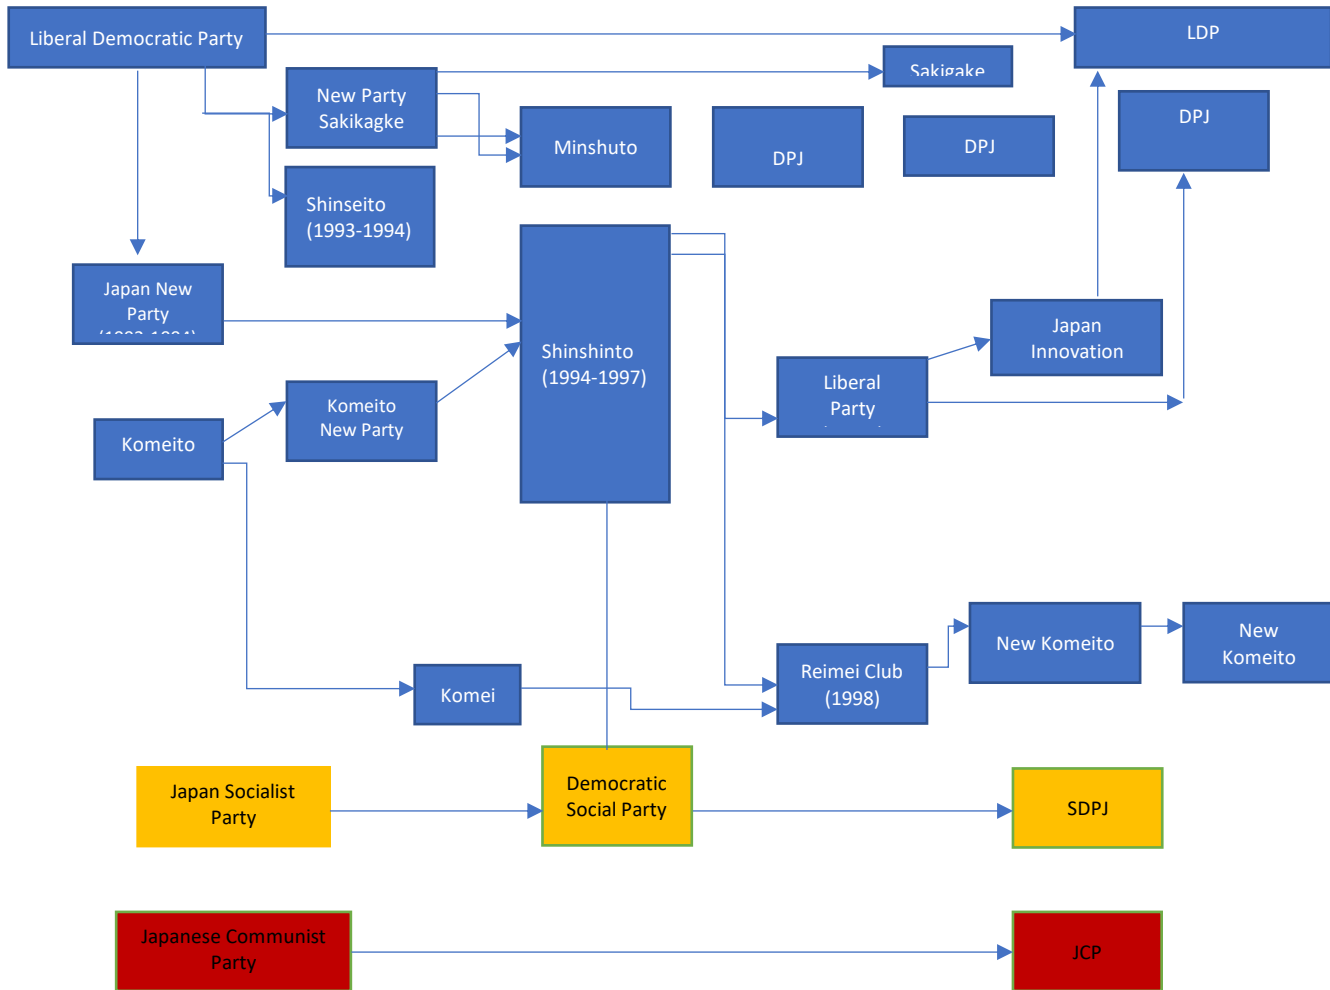 Liberal Democratic Party
LDP
Sakigake
New Party
Sakikagke
Minshuto
DPJ
DPJ
DPJ
Shinseito
(1993-1994)
Japan New
Party
Shinshinto
(1994-1997)
Japan
Innovation
Liberal
Party
Komeito
New Party
Komeito
New Komeito
New
Komeito
Reimei Club
(1998)
Komei
Japan Socialist
Party
Democratic
Social Party
SDPJ
Japanese Communist
Party
JCP